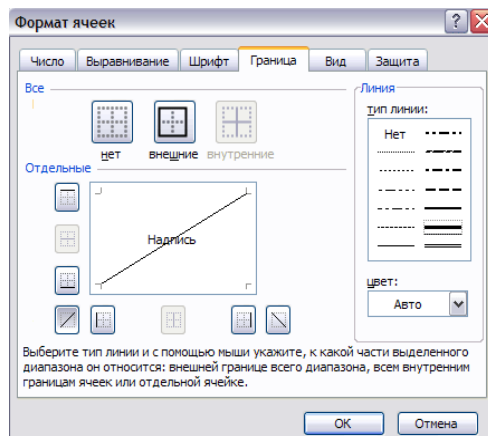 Формат ячеек
Число Выравнивание Шрифт Граница Вид Защита
Все
нет внешние внутренние
Отдельные
Надпись
Линия
тип линии:
Нет
цвет:
Авто
Выберите тип линии и с помощью мыши укажите, к какой части выделенного
диапазона он относится: внешней границе всего диапазона, всем внутренним
границам ячеек или отдельной ячейке.
ОК Отмена